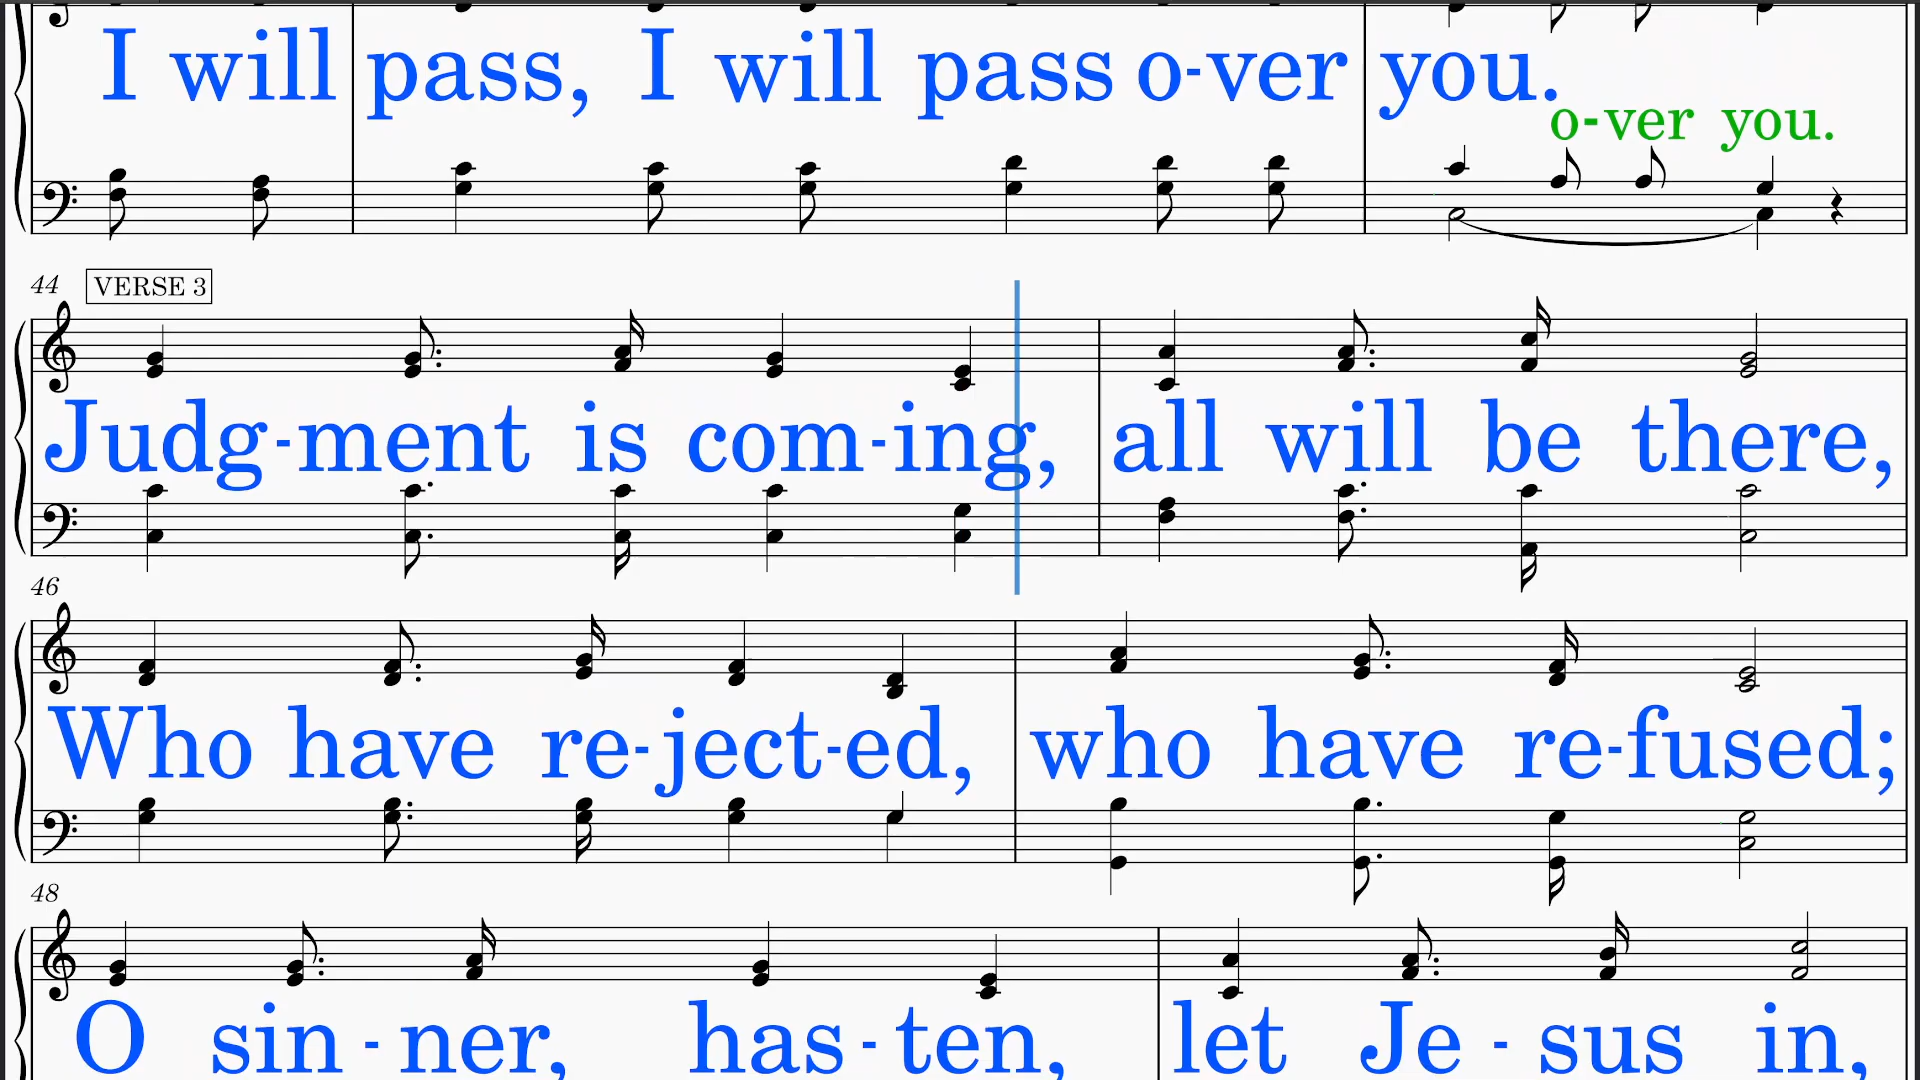 I will pass, I will pass o-ver you.
o-ver you.
44 VERSE 3
Judg-ment is com-ing, all will be there,
46
Who have re-ject-ed, who have re-fused;
48
O sin-ner, has-ten, let Je-sus in,